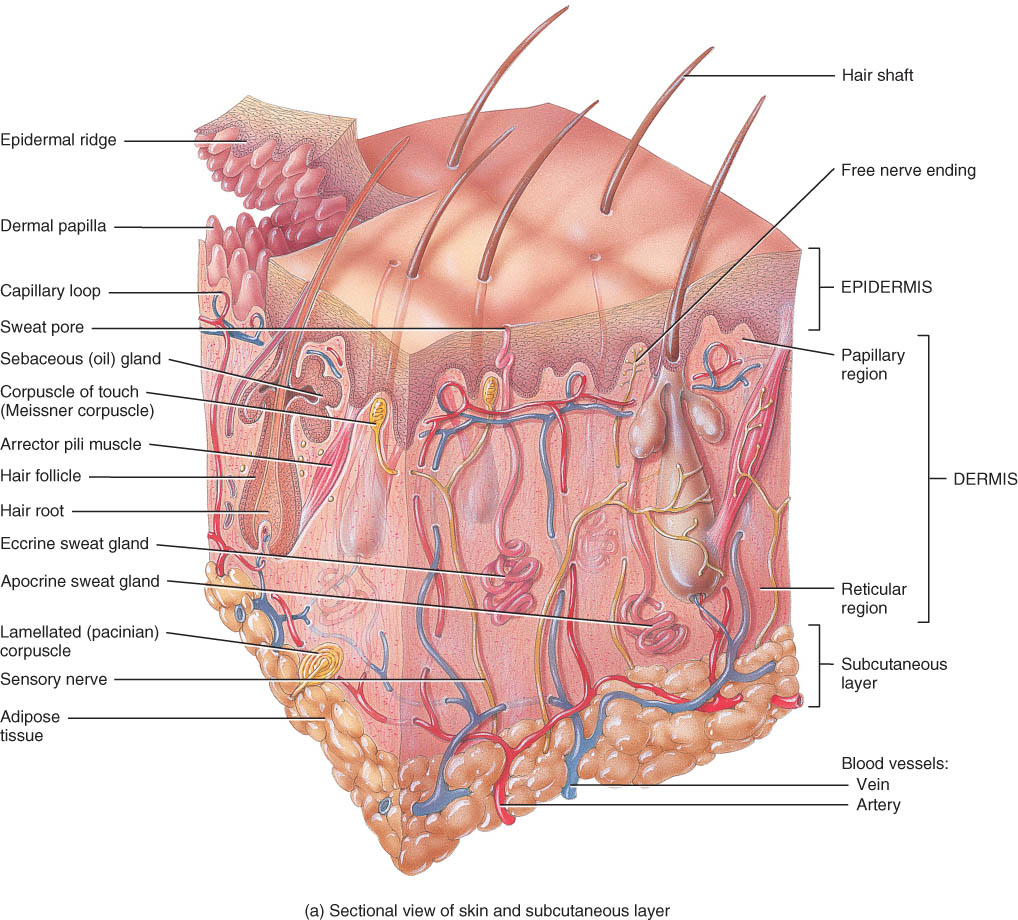 Epidermal ridge
Dermal papilla
Capillary loop
Sweat pore
Sebaceous (oil) gland
Corpuscle of touch
(Meissner corpuscle)
Arrector pili muscle
Hair follicle
Hair root
Eccrine sweat gland
Apocrine sweat gland
Lamellated (pacinian)
corpuscle
Sensory nerve
Adipose
tissue
Hair shaft
Free nerve ending
EPIDERMIS
Papillary
region
DERMIS
Reticular
region
Subcutaneous
layer
Blood vessels:
Vein
Artery
(a) Sectional view of skin and subcutaneous layer